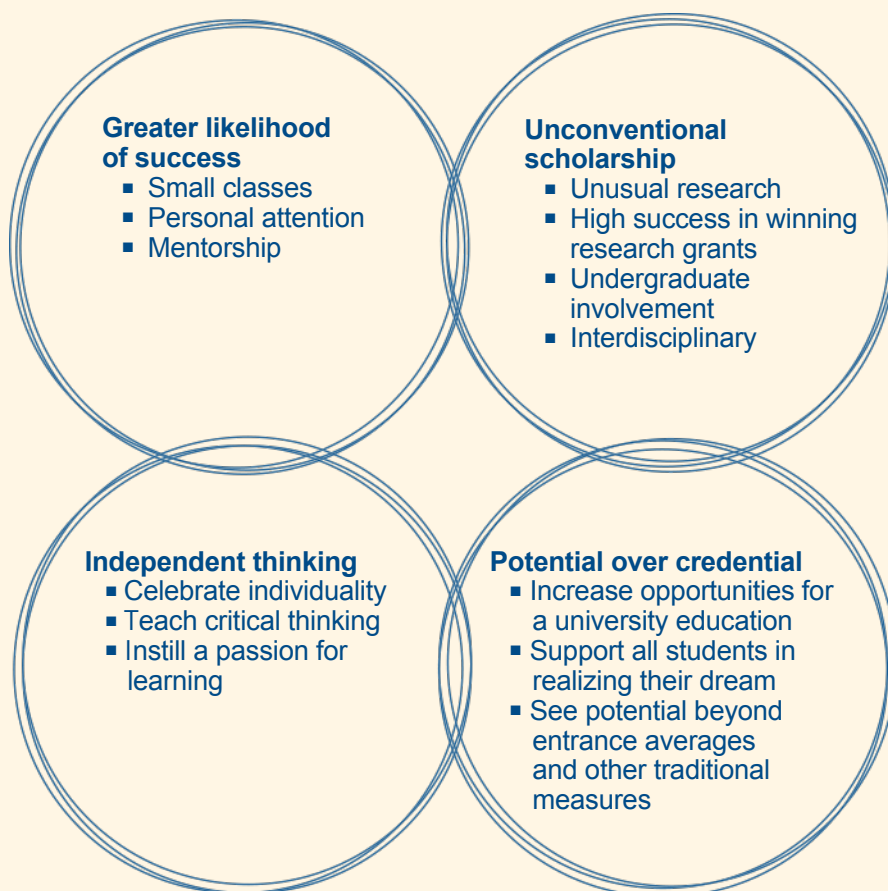 Greater likelihood
of success
▪ Small classes
▪ Personal attention
▪ Mentorship
Unconventional
scholarship
▪ Unusual research
▪ High success in winning
research grants
▪ Undergraduate
involvement
▪ Interdisciplinary
Independent thinking
▪ Celebrate individuality
▪ Teach critical thinking
▪ Instill a passion for
learning
Potential over credential
▪ Increase opportunities for
a university education
▪ Support all students in
realizing their dream
▪ See potential beyond
entrance averages
and other traditional
measures